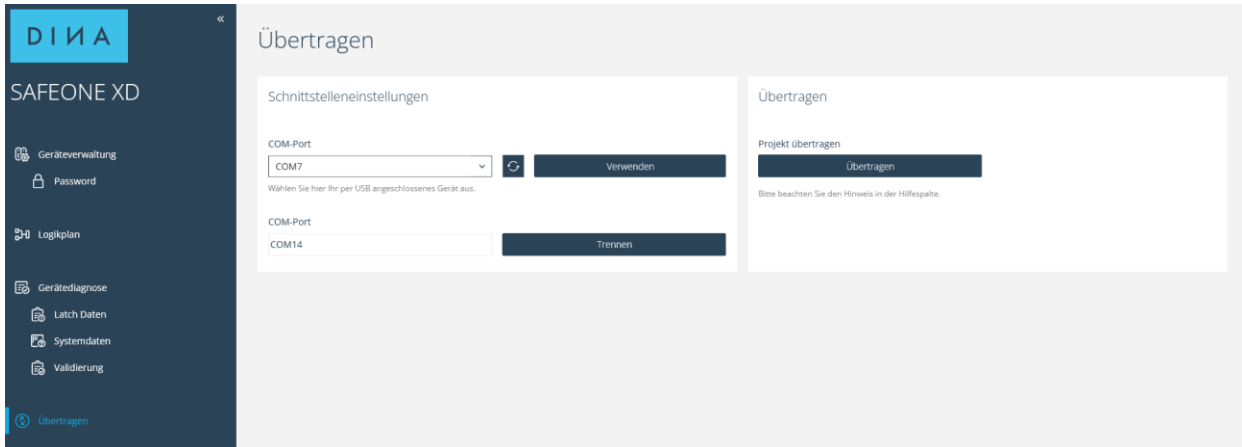 DINA
«
SAFEONE XD
Geräteverwaltung
Password
Logikplan
Gerätediagnose
Latch Daten
Systemdaten
Validierung
Übertragen
Übertragen
Schnittstelleneinstellungen
COM-Port
COM7
Verwenden
Wählen Sie hier Ihr per USB angeschlossenes Gerät aus.
COM-Port
COM14
Trennen
Übertragen
Projekt übertragen
Übertragen
Bitte beachten Sie den Hinweis in der Hilfespalte.